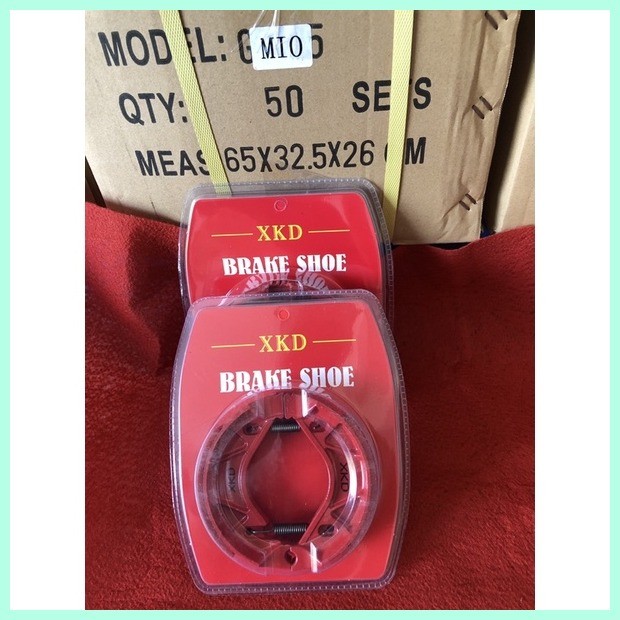 MIO
MODEL:
QTY: 50 SETS
MEAS 65X32.5X26 CM
XKD
BRAKE SHOE
XKD
BRAKE SHOE
XKD XKD